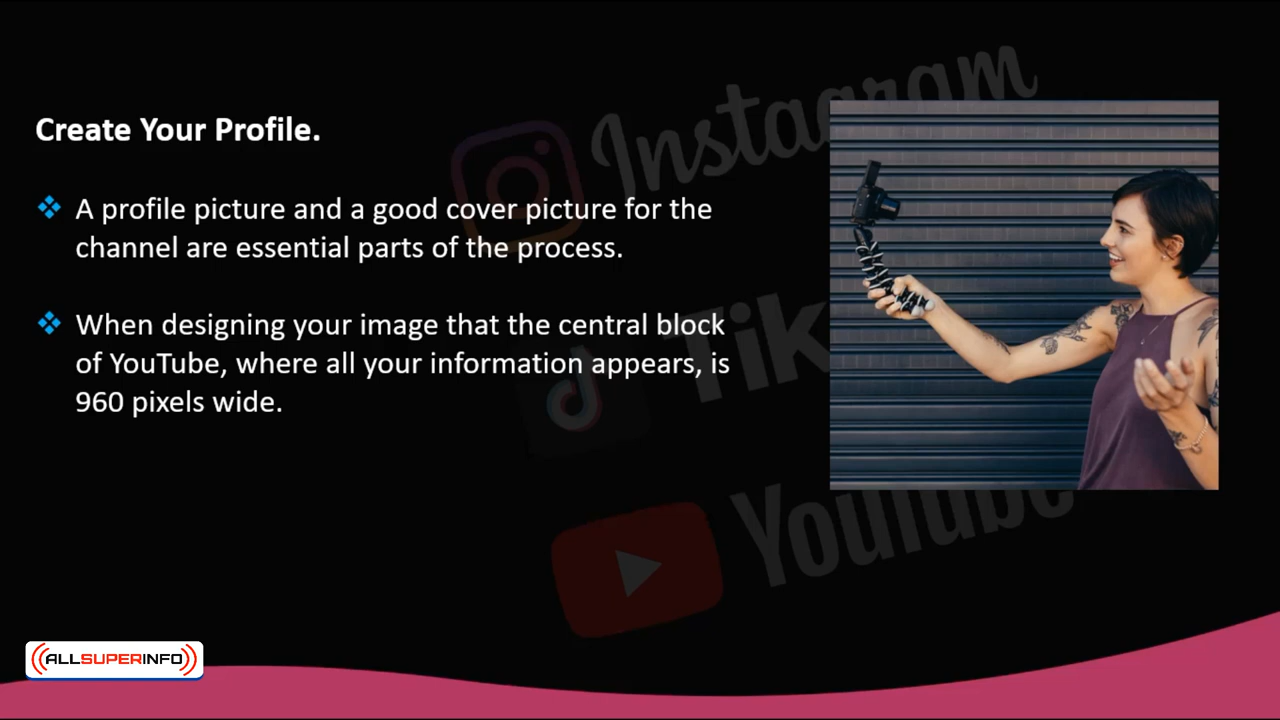 Instagram
Create Your Profile.
A profile picture and a good cover picture for the
channel are essential parts of the process.
When designing your image that the central block
of YouTube, where all your information appears, is
960 pixels wide.
TiK
YouTube
ALLSUPERINFO